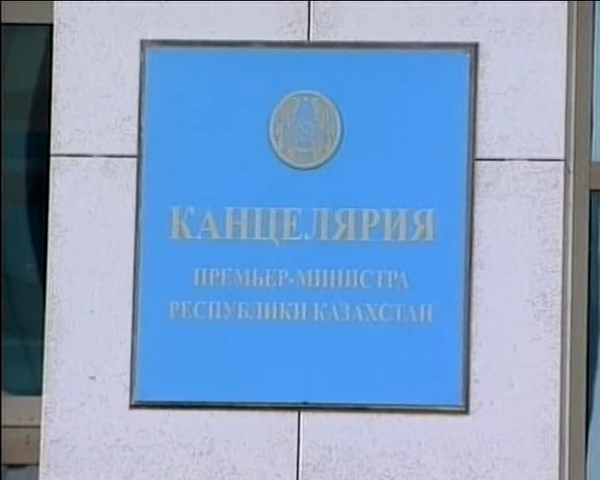 КАНЦЕЛЯРИЯ
ПРЕМЬЕР-МИНИСТРА
РЕСПУБЛИКИ КАЗАХСТАН